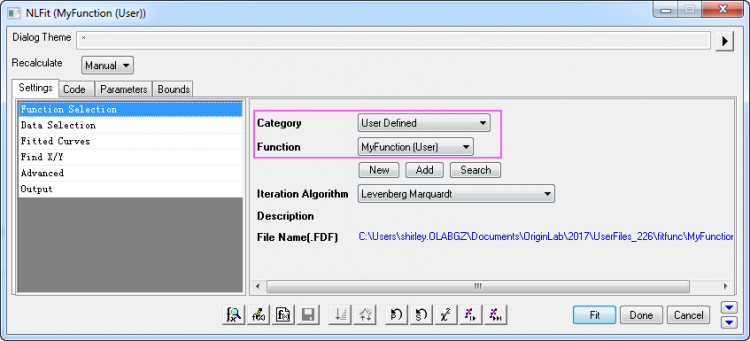 NLFit (MyFunction (User))
Dialog Theme *
Recalculate Manual
Settings Code Parameters Bounds
Function Selection
Data Selection
Fitted Curves
Find X/Y
Advanced
Output
Category User Defined
Function MyFunction (User)
New Add Search
Iteration Algorithm Levenberg Marquardt
Description
File Name(.FDF) C:\Users\shirley.OLABGZ\Documents\OriginLab\2017\UserFiles_226\fitfunc\MyFunction
Fit Done Cancel